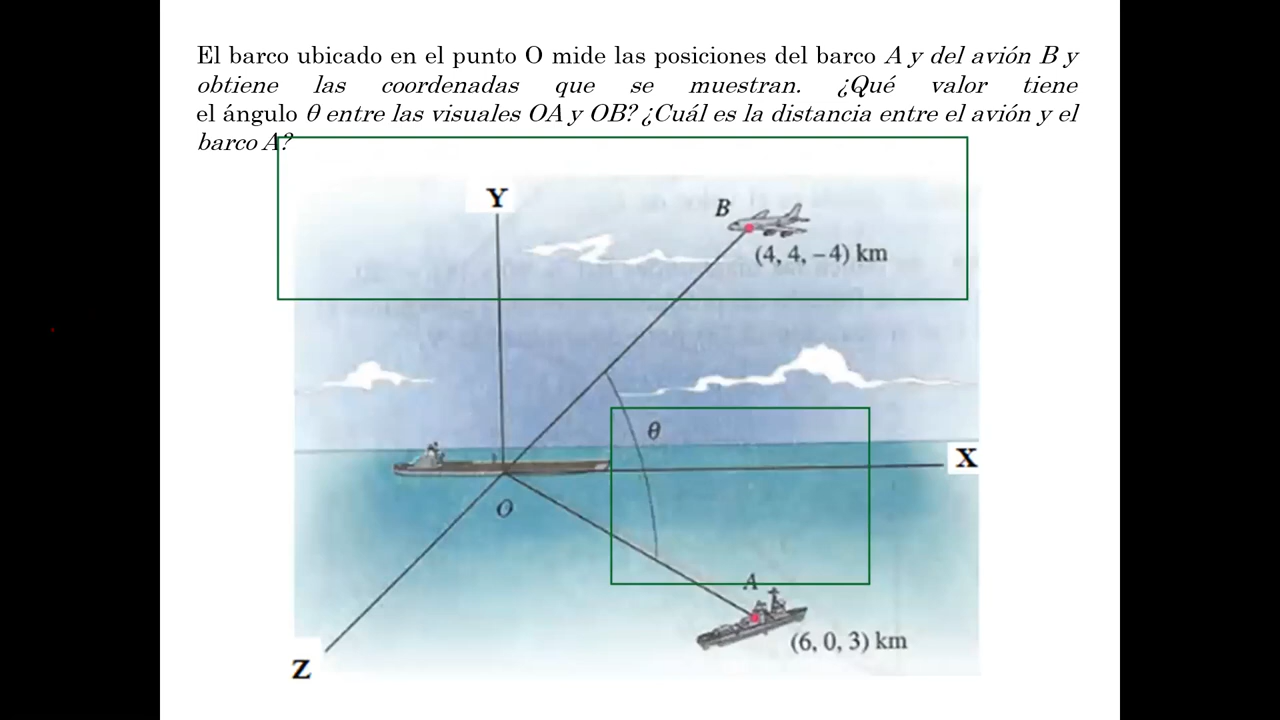 El barco ubicado en el punto O mide las posiciones del barco A y del avión B y
obtiene las coordenadas que se muestran. ¿Qué valor tiene
el ángulo θ entre las visuales OA y OB? ¿Cuál es la distancia entre el avión y el
barco A?
Y
B
(4, 4, −4) km
θ
X
O
A
(6, 0, 3) km
Z